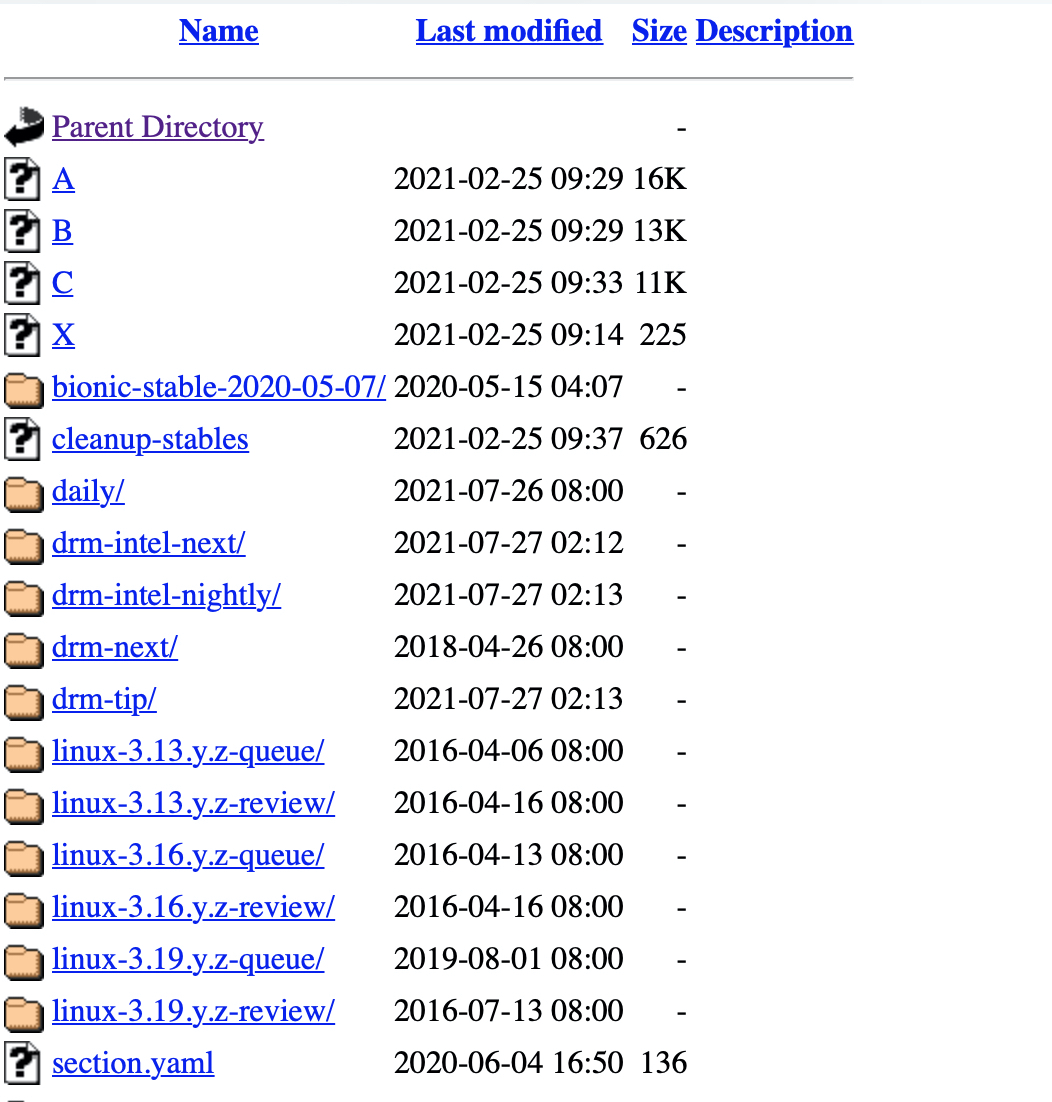 Name Last modified Size Description
Parent Directory -
A 2021-02-25 09:29 16K
B 2021-02-25 09:29 13K
C 2021-02-25 09:33 11K
X 2021-02-25 09:14 225
bionic-stable-2020-05-07/ 2020-05-15 04:07 -
cleanup-stables 2021-02-25 09:37 626
daily/ 2021-07-26 08:00 -
drm-intel-next/ 2021-07-27 02:12 -
drm-intel-nightly/ 2021-07-27 02:13 -
drm-next/ 2018-04-26 08:00 -
drm-tip/ 2021-07-27 02:13 -
linux-3.13.y.z-queue/ 2016-04-06 08:00 -
linux-3.13.y.z-review/ 2016-04-16 08:00 -
linux-3.16.y.z-queue/ 2016-04-13 08:00 -
linux-3.16.y.z-review/ 2016-04-16 08:00 -
linux-3.19.y.z-queue/ 2019-08-01 08:00 -
linux-3.19.y.z-review/ 2016-07-13 08:00 -
section.yaml 2020-06-04 16:50 136